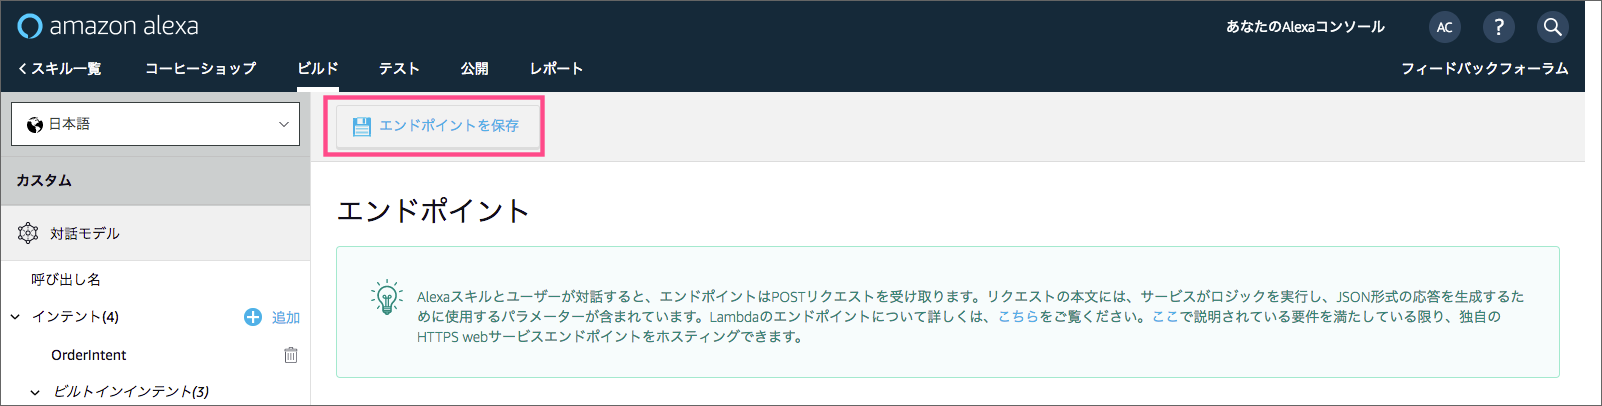 amazon alexa
あなたのAlexaコンソール
AC
?
スキル一覧 コーヒーショップ ビルド テスト 公開 レポート フィードバックフォーラム
日本語
エンドポイントを保存
カスタム
エンドポイント
対話モデル
呼び出し名
Alexaスキルとユーザーが対話すると、エンドポイントはPOSTリクエストを受け取ります。リクエストの本文には、サービスがロジックを実行し、JSON形式の応答を生成するた
めに使用するパラメーターが含まれています。Lambdaのエンドポイントについて詳しくは、こちらをご覧ください。ここで説明されている要件を満たしている限り、独自の
HTTPS webサービスエンドポイントをホスティングできます。
インテント(4) 追加
OrderIntent
ビルトインインテント(3)